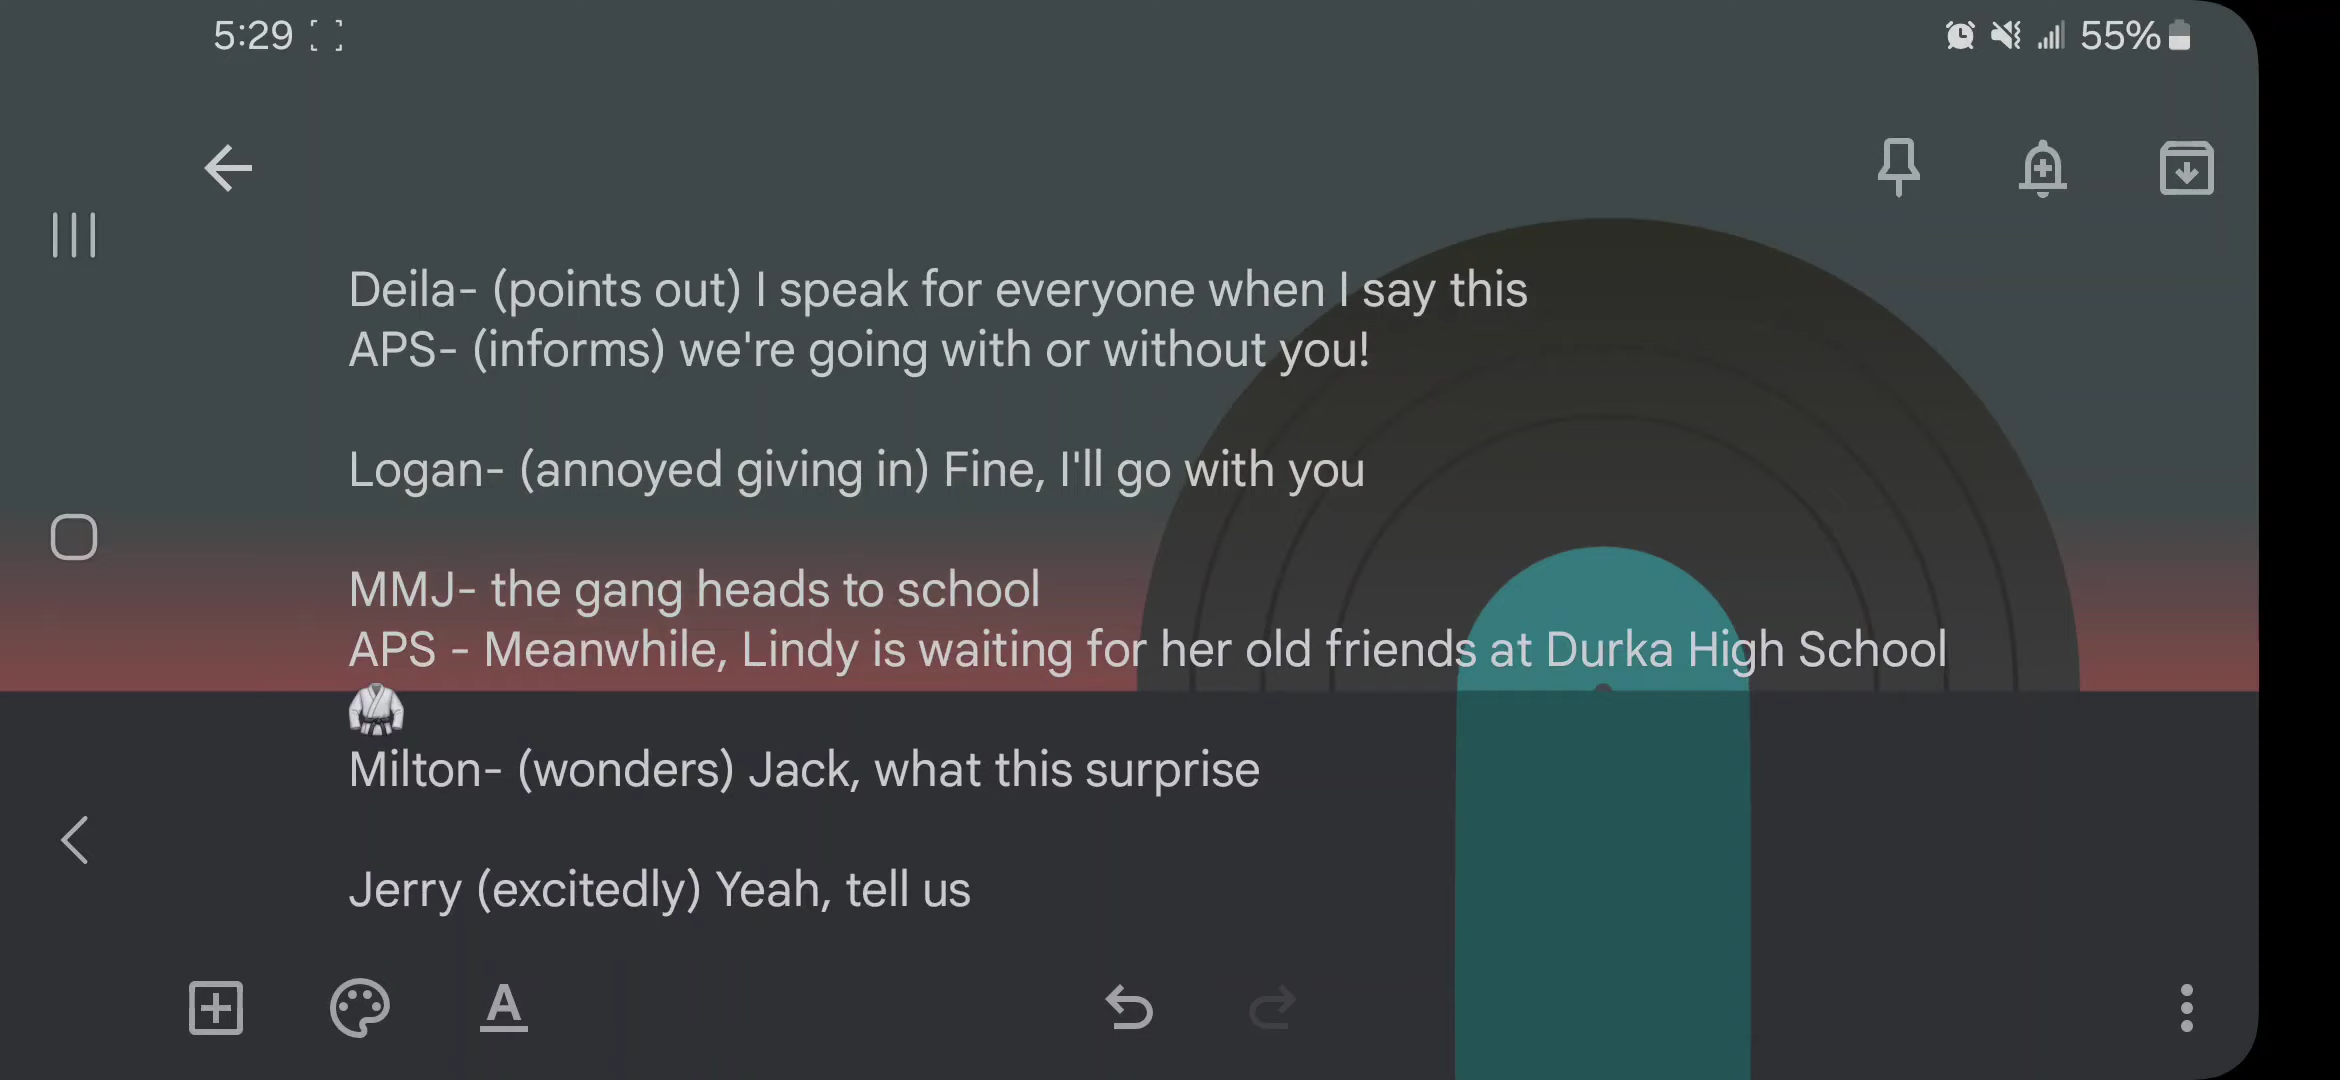 5:29
55%
Deila- (points out) I speak for everyone when I say this
APS- (informs) we're going with or without you!
Logan- (annoyed giving in) Fine, I'll go with you
MMJ- the gang heads to school
APS - Meanwhile, Lindy is waiting for her old friends at Durka High School
🥋
Milton- (wonders) Jack, what this surprise
Jerry (excitedly) Yeah, tell us
A